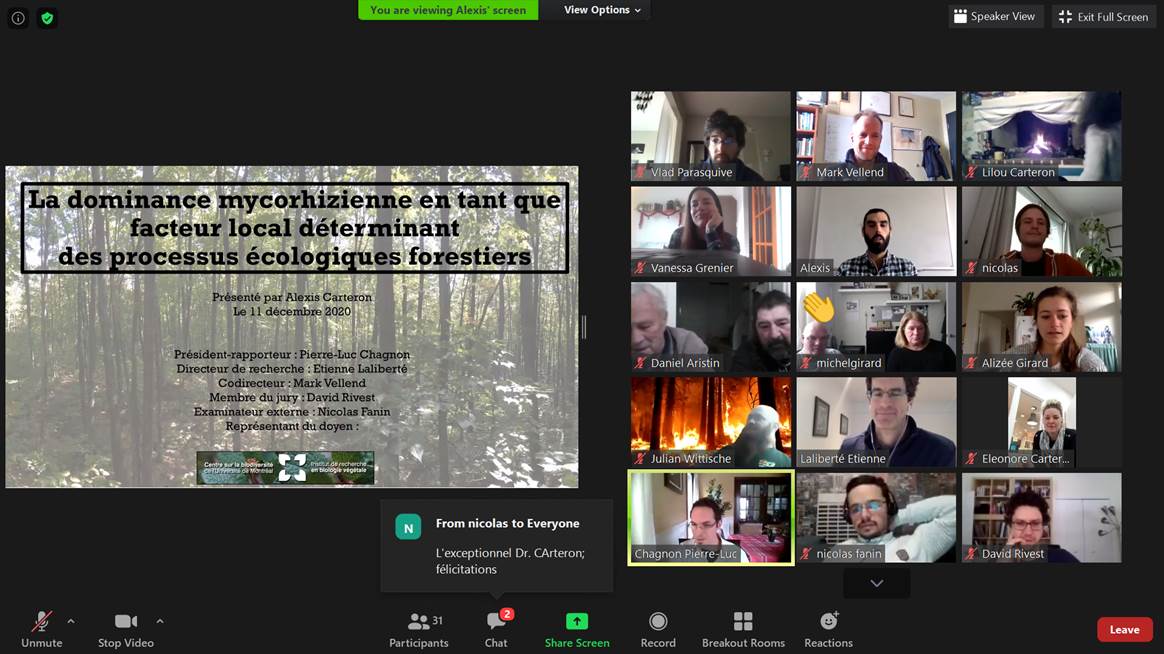 You are viewing Alexis' screen
View Options
Speaker View
Exit Full Screen
La dominance mycorhizienne en tant que
facteur local déterminant
des processus écologiques forestiers
Présenté par Alexis Carteron
Le 11 décembre 2020
Président-rapporteur : Pierre-Luc Chagnon
Directeur de recherche : Etienne Laliberté
Codirecteur : Mark Vellend
Membre du jury : David Rivest
Examinateur externe : Nicolas Fanin
Représentant du doyen :
Centre sur la biodiversité
de l'Université de Montréal
Institut de recherche
en biologie végétale
Vlad Parasquive
Mark Vellend
Lilou Carteron
Vanessa Grenier
Alexis
nicolas
Daniel Aristin
michelgirard
Alizée Girard
Julian Wittische
Laliberté Etienne
Eleonore Carter...
Chagnon Pierre-Luc
nicolas fanin
David Rivest
N
From nicolas to Everyone
L'exceptionnel Dr. CArteron;
félicitations
31
2
Unmute
Stop Video
Participants
Chat
Share Screen
Record
Breakout Rooms
Reactions
Leave